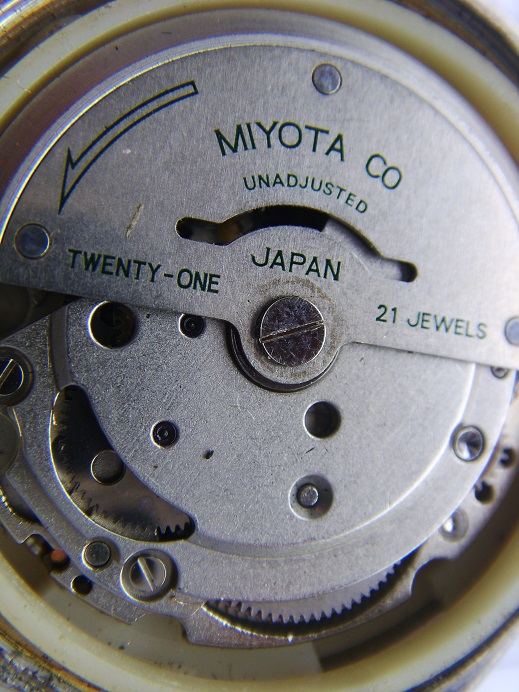 MIYOTA CO
UNADJUSTED
TWENTY-ONE JAPAN 21 JEWELS